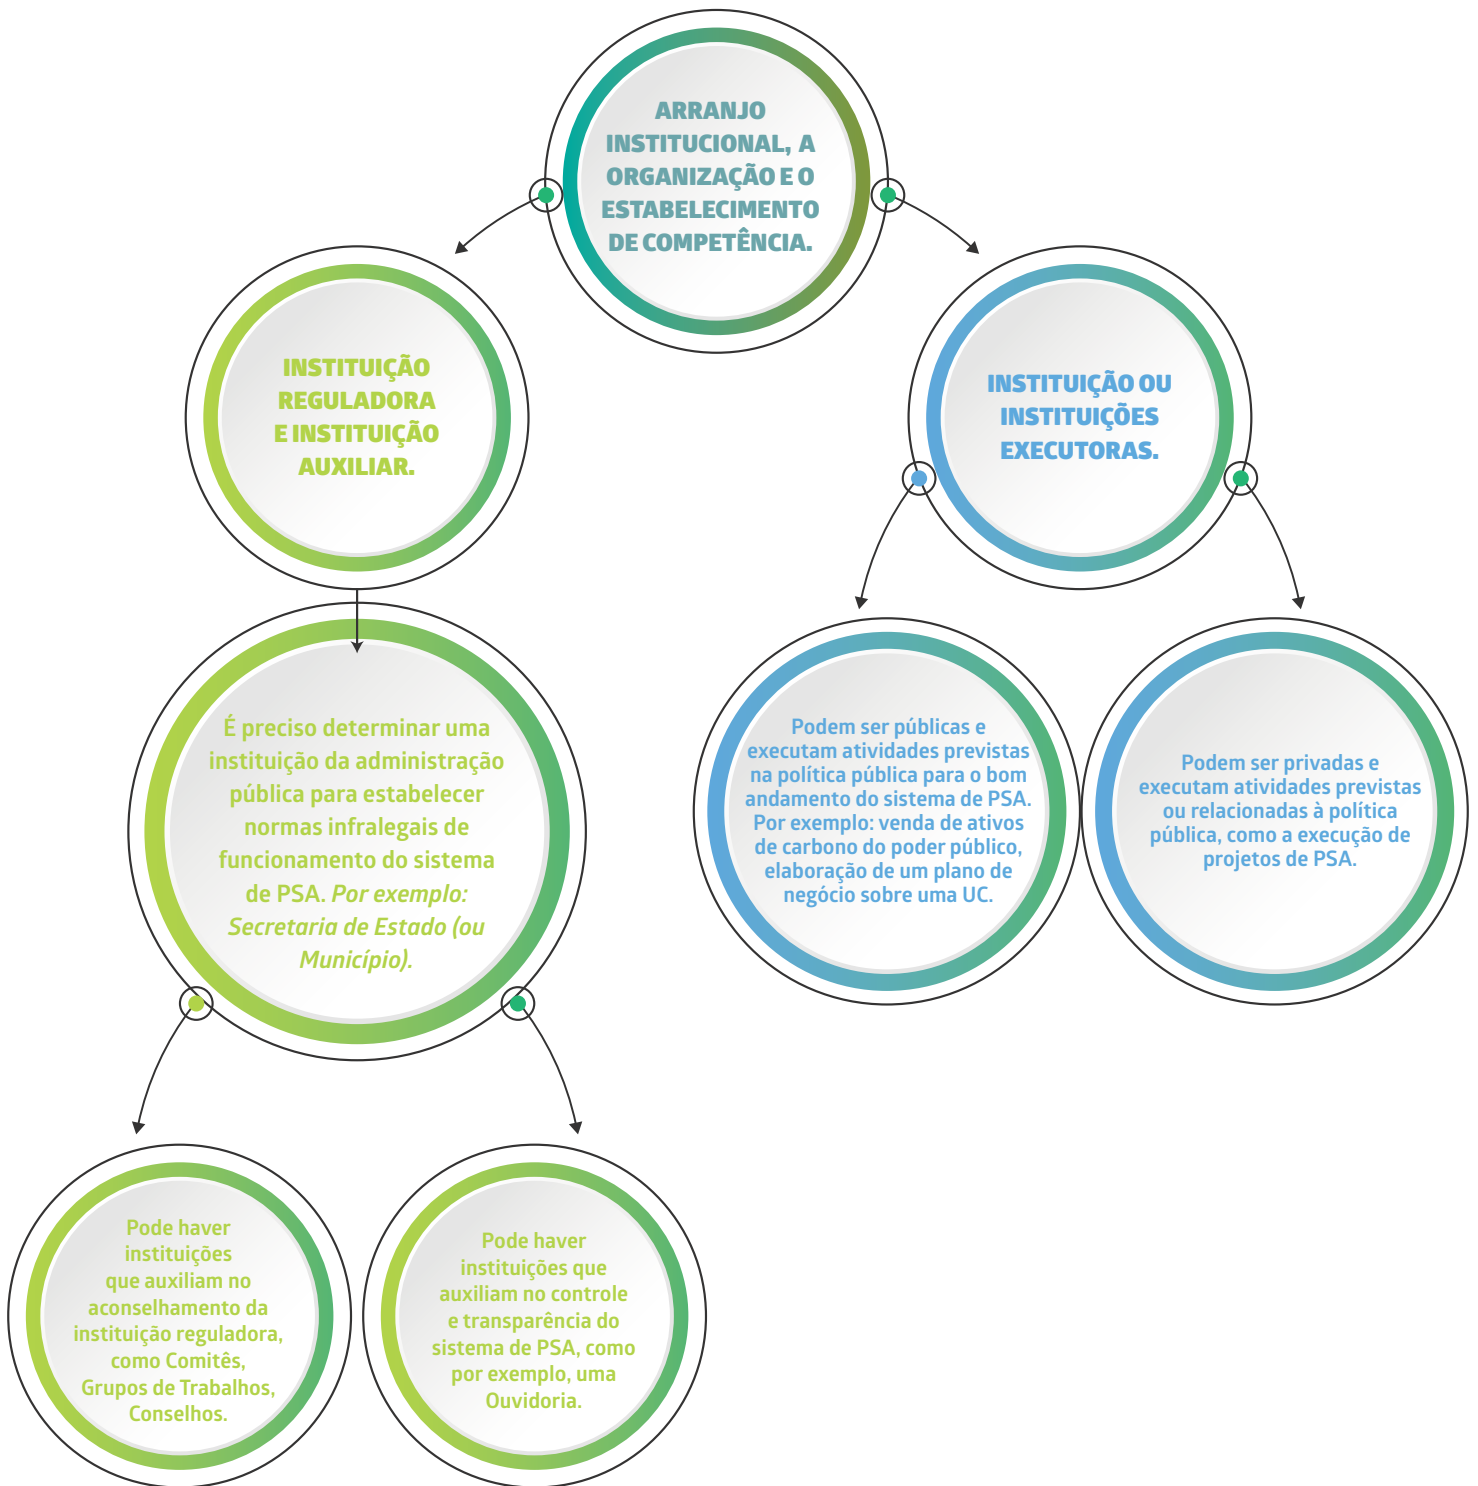 ARRANJO
INSTITUCIONAL, A
ORGANIZAÇÃO E O
ESTABELECIMENTO
DE COMPETÊNCIA.
INSTITUIÇÃO
REGULADORA
E INSTITUIÇÃO
AUXILIAR.
INSTITUIÇÃO OU
INSTITUIÇÕES
EXECUTORAS.
É preciso determinar uma
instituição da administração
pública para estabelecer
normas infralegais de
funcionamento do sistema
de PSA. Por exemplo:
Secretaria de Estado (ou
Município).
Podem ser públicas e
executam atividades previstas
na política pública para o bom
andamento do sistema de PSA.
Por exemplo: venda de ativos
de carbono do poder público,
elaboração de um plano de
negócio sobre uma UC.
Podem ser privadas e
executam atividades previstas
ou relacionadas à política
pública, como a execução de
projetos de PSA.
Pode haver
instituições
que auxiliam no
aconselhamento da
instituição reguladora,
como Comitês,
Grupos de Trabalhos,
Conselhos.
Pode haver
instituições que
auxiliam no controle
e transparência do
sistema de PSA, como
por exemplo, uma
Ouvidoria.